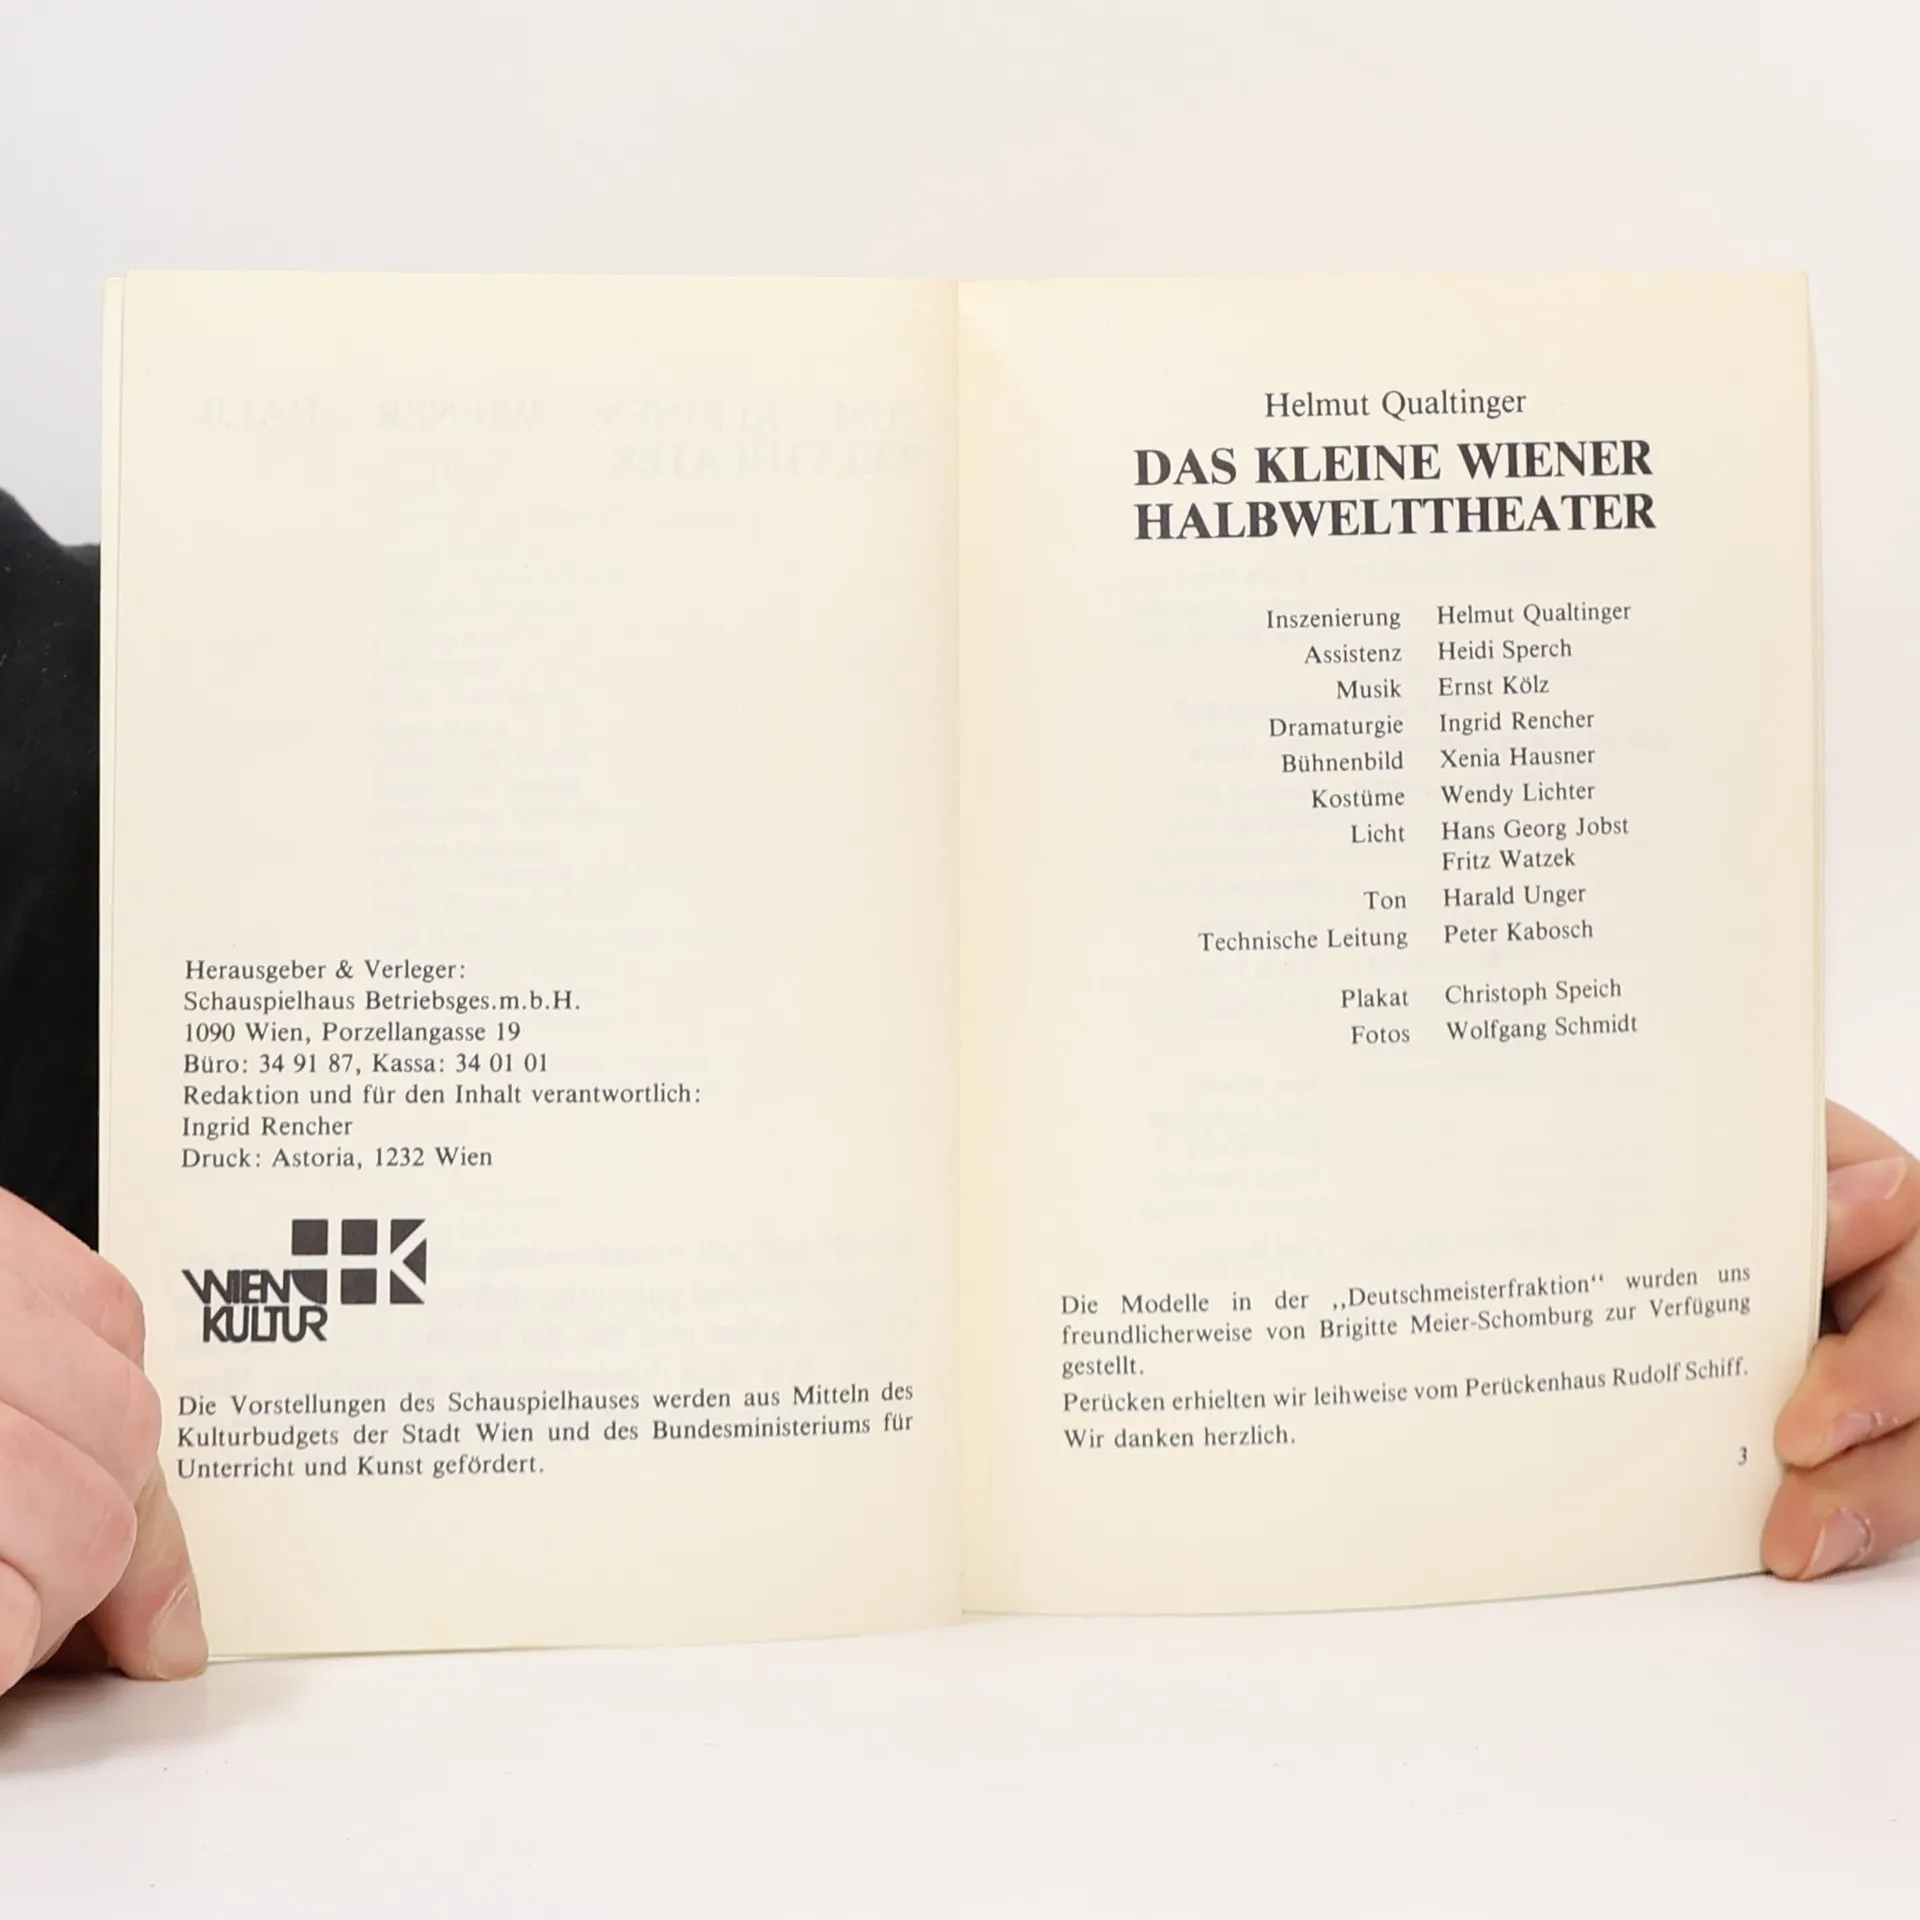 Herausgeber & Verleger:
Schauspielhaus Betriebsges.m.b.H.
1090 Wien, Porzellangasse 19
Büro: 34 91 87, Kassa: 34 01 01
Redaktion und für den Inhalt verantwortlich:
Ingrid Rencher
Druck: Astoria, 1232 Wien
WIEN
KULTUR
Die Vorstellungen des Schauspielhauses werden aus Mitteln des
Kulturbudgets der Stadt Wien und des Bundesministeriums für
Unterricht und Kunst gefördert.
Helmut Qualtinger
DAS KLEINE WIENER
HALBWELTTHEATER
Inszenierung Helmut Qualtinger
Assistenz Heidi Sperch
Musik Ernst Kölz
Dramaturgie Ingrid Rencher
Bühnenbild Xenia Hausner
Kostüme Wendy Lichter
Licht Hans Georg Jobst
Fritz Watzek
Ton Harald Unger
Technische Leitung Peter Kabosch
Plakat Christoph Speich
Fotos Wolfgang Schmidt
Die Modelle in der ,,Deutschmeisterfraktion“ wurden uns
freundlicherweise von Brigitte Meier-Schomburg zur Verfügung
gestellt.
Perücken erhielten wir leihweise vom Perückenhaus Rudolf Schiff.
Wir danken herzlich.
3